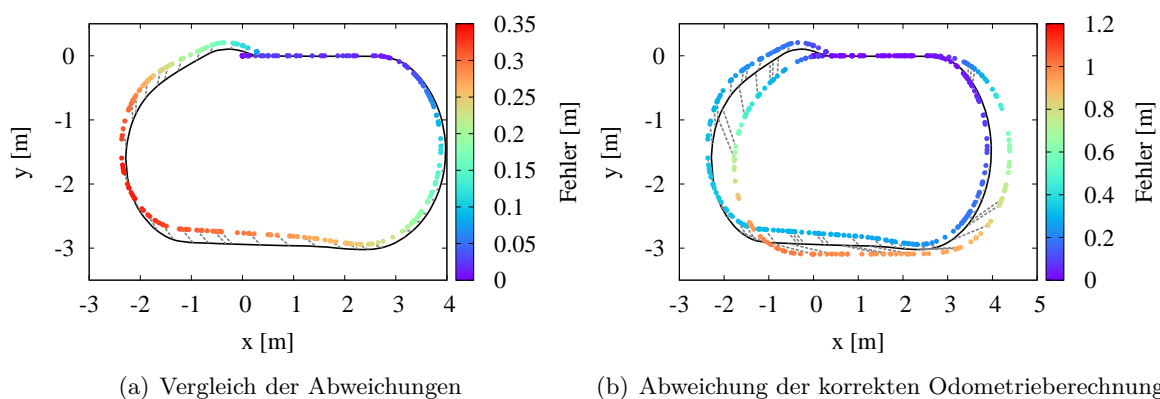 0
-1
-2
-3
-3 -2 -1 0 1 2 3 4
y [m]
x [m]
0.35
0.3
0.25
0.2
0.15
0.1
0.05
0
Fehler [m]
(a) Vergleich der Abweichungen
0
-1
-2
-3
-3 -2 -1 0 1 2 3 4 5
y [m]
x [m]
1.2
1
0.8
0.6
0.4
0.2
0
Fehler [m]
(b) Abweichung der korrekten Odometrieberechnung